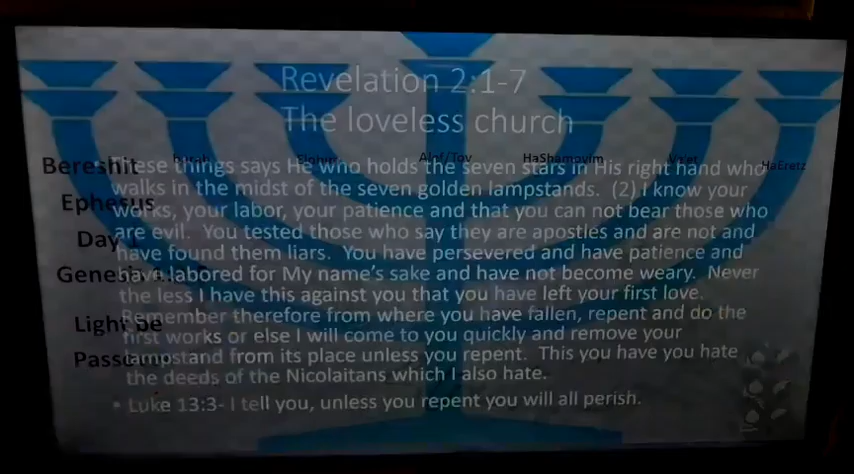 Revelation 2:1-7
The loveless church
Bereshit
Ephesus
Day 1
Light be
barah
Elohim
HaShamayim
HaEretz
These things says He who holds the seven stars in His right hand who
walks in the midst of the seven golden lampstands. (2) I know your
works, your labor, your patience and that you can not bear those who
are evil. You tested those who say they are apostles and are not and
have found them liars. You have persevered and have patience and
have labored for My name's sake and have not become weary. Never
the less I have this against you that you have left your first love.
Remember therefore from where you have fallen, repent and do the
first works or else I will come to you quickly and remove your
lampstand from its place unless you repent. This you have you hate
the deeds of the Nicolaitans which I also hate.
• Luke 13:3- I tell you, unless you repent you will all perish.